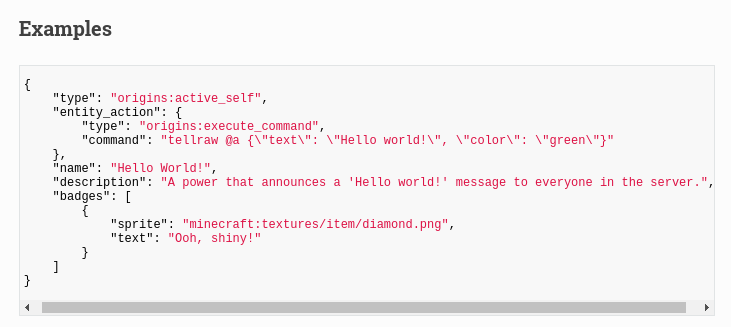 Examples
{
    "type": "origins:active_self",
    "entity_action": {
        "type": "origins:execute_command",
        "command": "tellraw @a {\"text\": \"Hello world!\", \"color\": \"green\"}"
    },
    "name": "Hello World!",
    "description": "A power that announces a 'Hello world!' message to everyone in the server.",
    "badges": [
        {
            "sprite": "minecraft:textures/item/diamond.png",
            "text": "Ooh, shiny!"
        }
    ]
}